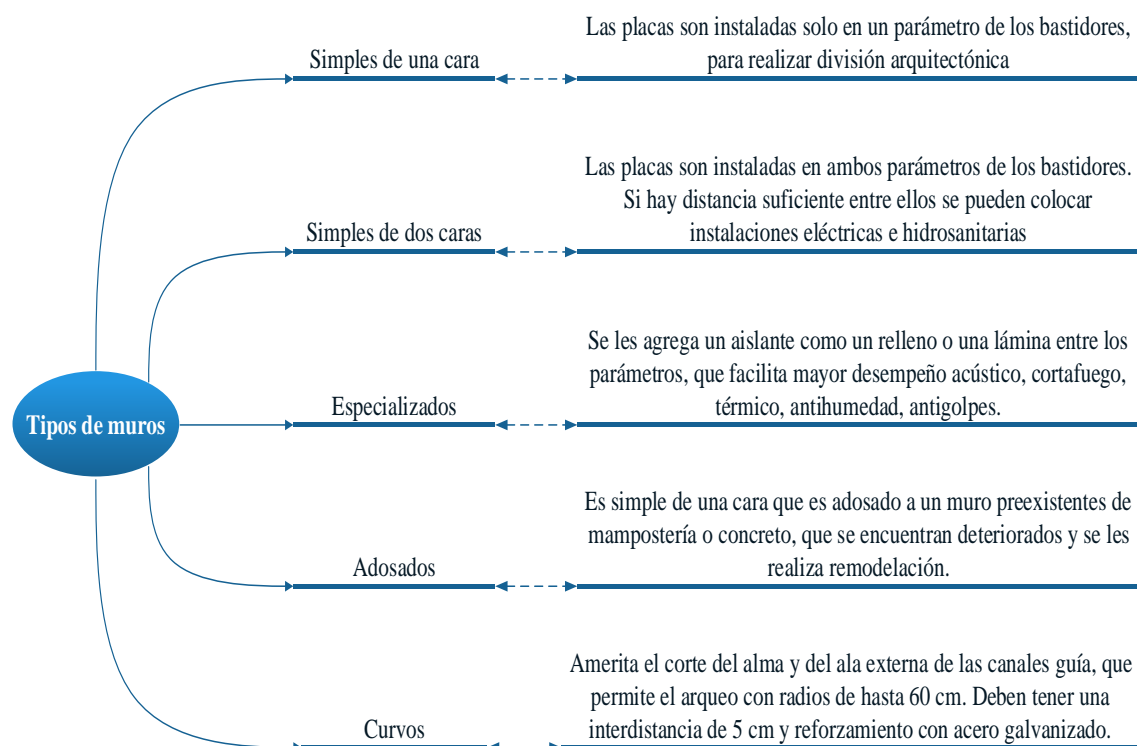 Tipos de muros
Simples de una cara
Las placas son instaladas solo en un parámetro de los bastidores,
para realizar división arquitectónica
Simples de dos caras
Las placas son instaladas en ambos parámetros de los bastidores.
Si hay distancia suficiente entre ellos se pueden colocar
instalaciones eléctricas e hidrosanitarias
Especializados
Se les agrega un aislante como un relleno o una lámina entre los
parámetros, que facilita mayor desempeño acústico, cortafuego,
térmico, antihumedad, antigolpes.
Adosados
Es simple de una cara que es adosado a un muro preexistentes de
mampostería o concreto, que se encuentran deteriorados y se les
realiza remodelación.
Curvos
Amerita el corte del alma y del ala externa de las canales guía, que
permite el arqueo con radios de hasta 60 cm. Deben tener una
interdistancia de 5 cm y reforzamiento con acero galvanizado.